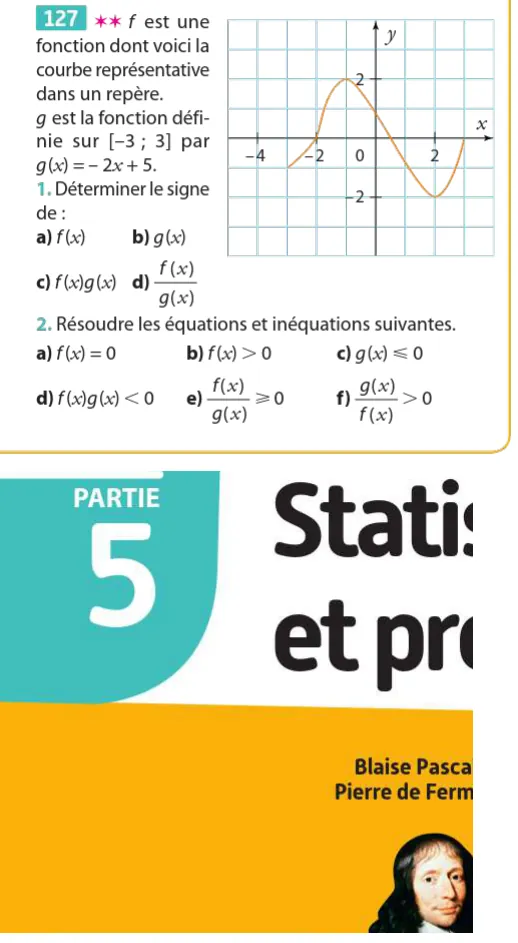 127 ✶✶ f est une
fonction dont voici la
courbe représentative
dans un repère.
g est la fonction défi-
nie sur [–3 ; 3] par
g(x) = – 2x + 5.
1. Déterminer le signe
de :
a) f(x) b) g(x)
c) f(x)g(x) d) f(x)/g(x)
y
x
2
–4 –2 0 2
–2
2. Résoudre les équations et inéquations suivantes.
a) f(x) = 0 b) f(x) > 0 c) g(x) ⩽ 0
d) f(x)g(x) < 0 e) f(x)/g(x) ⩾ 0 f) g(x)/f(x) > 0
PARTIE
5
Statis
et pro
Blaise Pasca
Pierre de Ferm